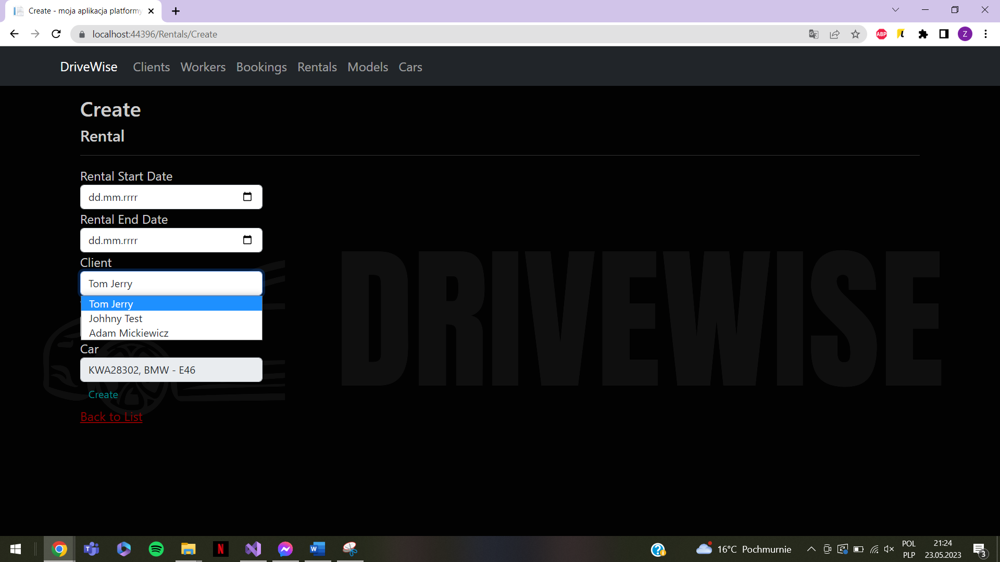 Create - moja aplikacja platformy
localhost:44396/Rentals/Create
ABP
Z
DriveWise Clients Workers Bookings Rentals Models Cars
Create
Rental
Rental Start Date
dd.mm.rrrr
Rental End Date
dd.mm.rrrr
Client
Tom Jerry
Tom Jerry
Johhny Test
Adam Mickiewicz
Car
KWA28302, BMW - E46
Create
Back to List
DRIVEWISE
16°C Pochmurnie
POL
PLP
21:24
23.05.2023
3